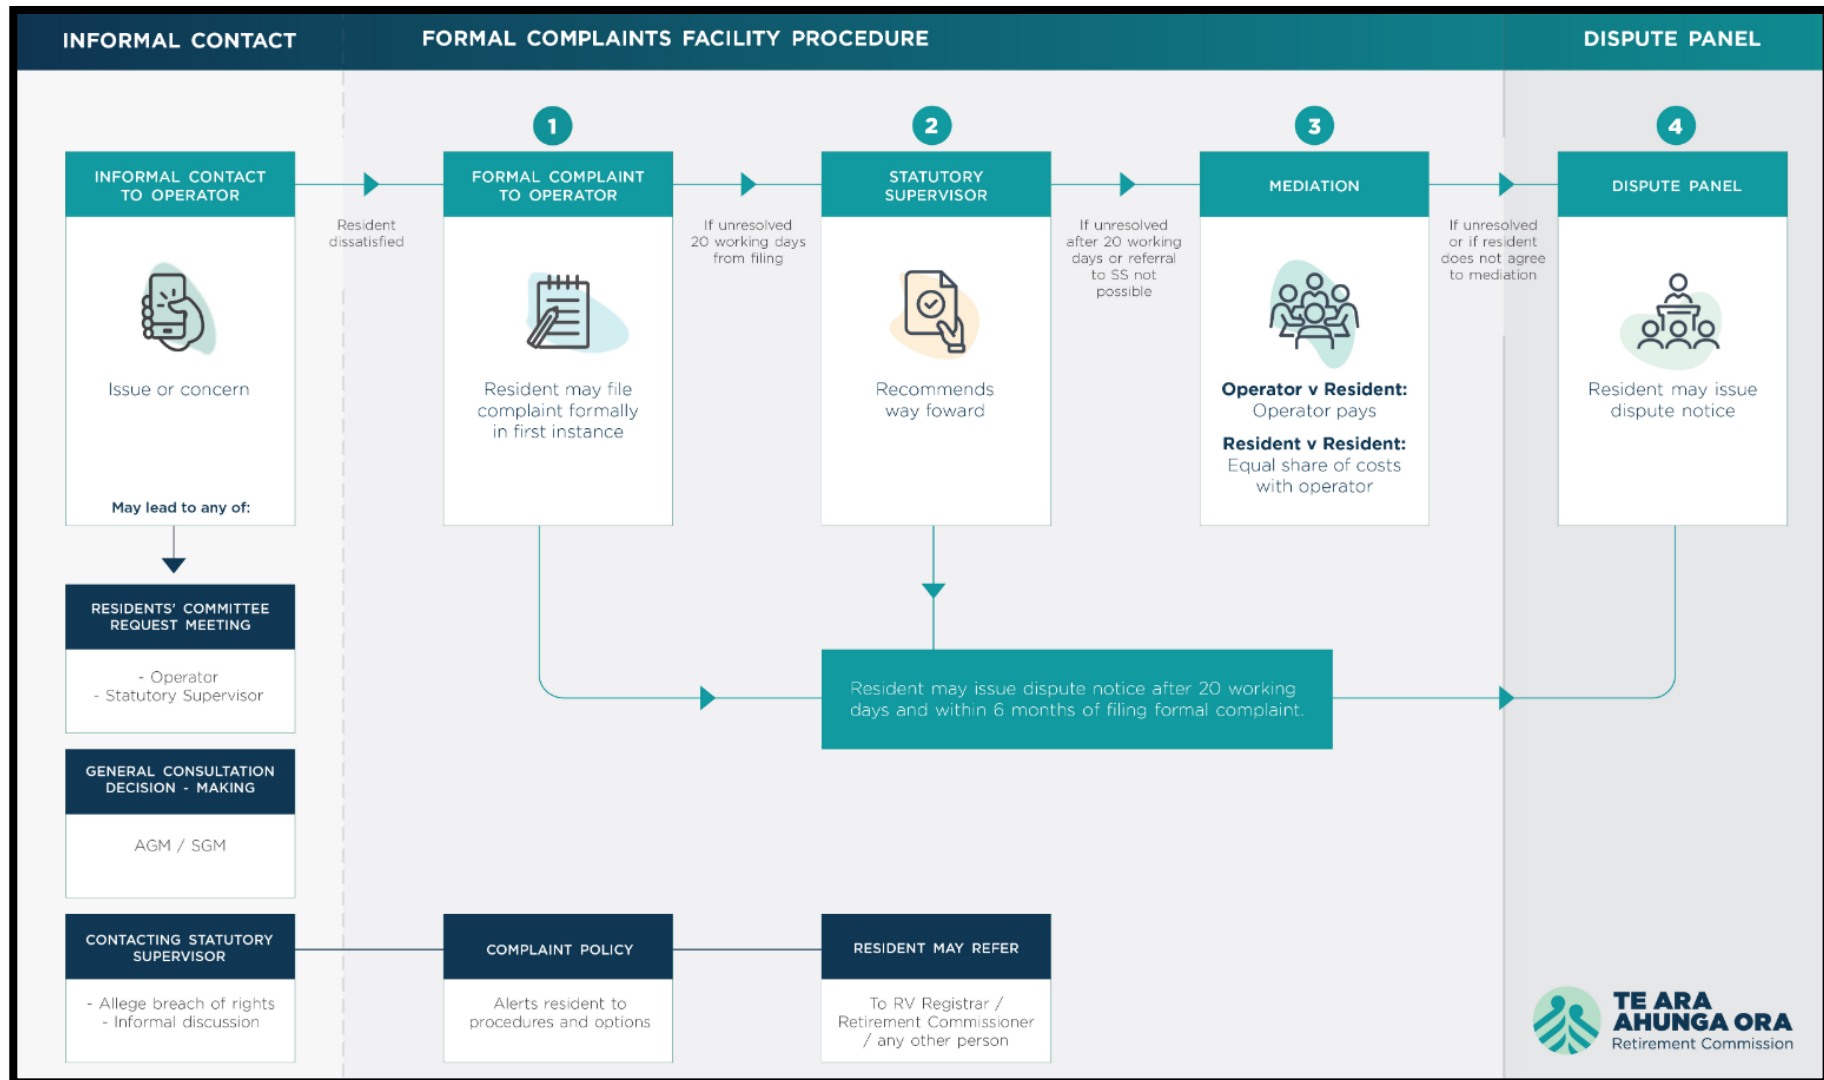 INFORMAL CONTACT
FORMAL COMPLAINTS FACILITY PROCEDURE
DISPUTE PANEL
INFORMAL CONTACT
TO OPERATOR
Issue or concern
May lead to any of:
Resident
dissatisfied
1
FORMAL COMPLAINT
TO OPERATOR
Resident may file
complaint formally
in first instance
If unresolved
20 working days
from filing
2
STATUTORY
SUPERVISOR
Recommends
way foward
If unresolved
after 20 working
days or referral
to SS not
possible
3
MEDIATION
Operator v Resident:
Operator pays
Resident v Resident:
Equal share of costs
with operator
If unresolved
or if resident
does not agree
to mediation
4
DISPUTE PANEL
Resident may issue
dispute notice
RESIDENTS' COMMITTEE
REQUEST MEETING
- Operator
- Statutory Supervisor
Resident may issue dispute notice after 20 working
days and within 6 months of filing formal complaint.
GENERAL CONSULTATION
DECISION - MAKING
AGM / SGM
CONTACTING STATUTORY
SUPERVISOR
- Allege breach of rights
- Informal discussion
COMPLAINT POLICY
Alerts resident to
procedures and options
RESIDENT MAY REFER
To RV Registrar /
Retirement Commissioner
/ any other person
TE ARA
AHUNGA ORA
Retirement Commission